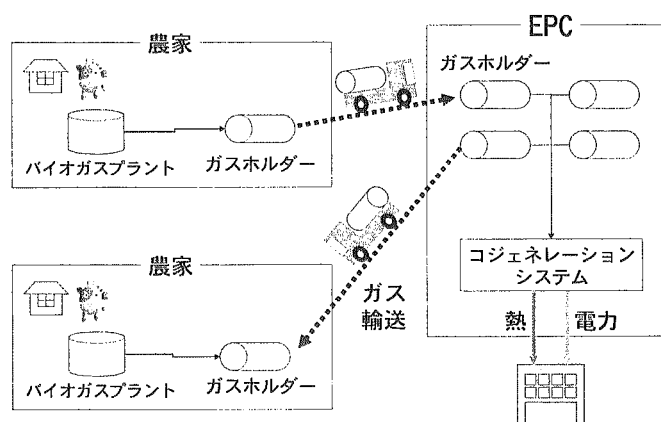 農家
バイオガスプラント
ガスホルダー
EPC
ガスホルダー
コジェネレーション
システム
熱
電力
ガス
輸送
農家
バイオガスプラント
ガスホルダー